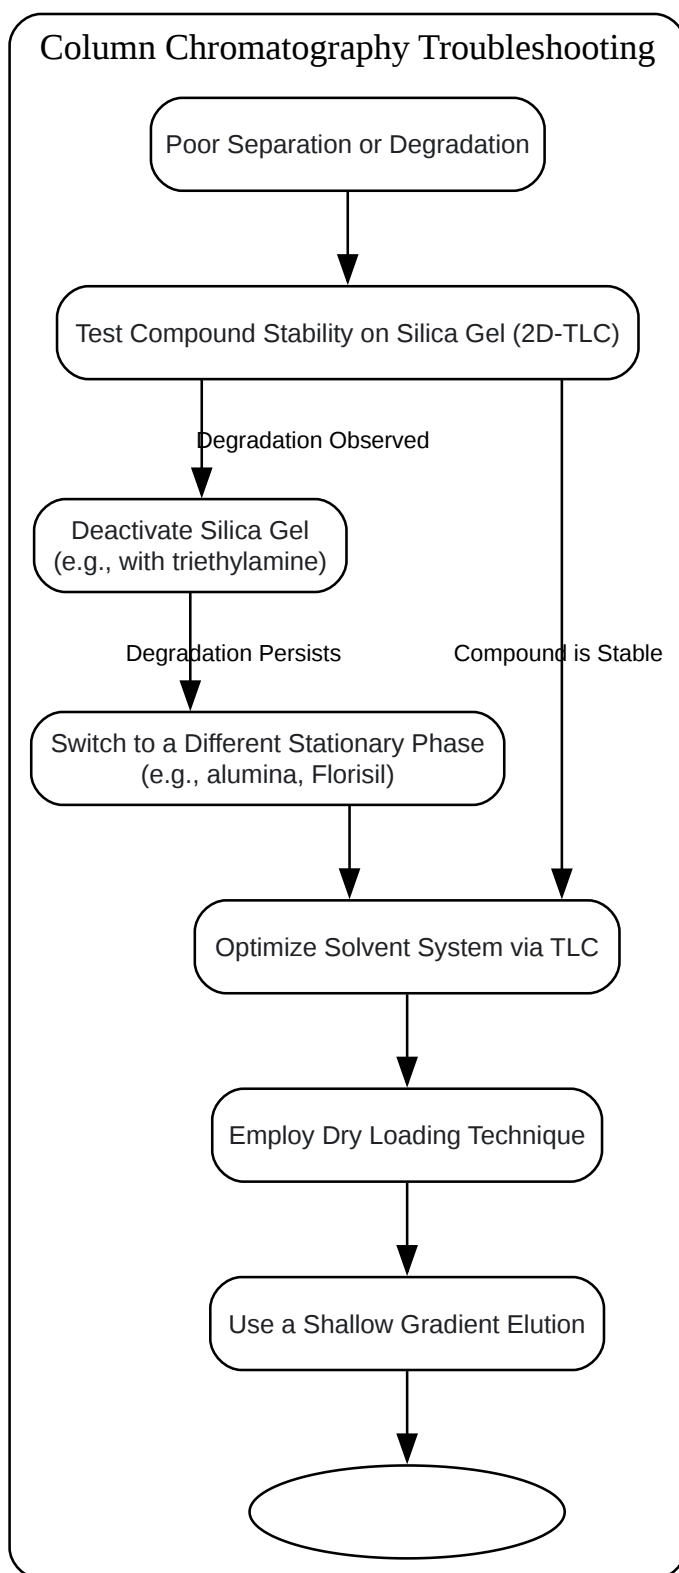 Column Chromatography Troubleshooting
Poor Separation or Degradation
Test Compound Stability on Silica Gel (2D-TLC)
Degradation Observed
Deactivate Silica Gel
(e.g., with triethylamine)
Degradation Persists
Compound is Stable
Switch to a Different Stationary Phase
(e.g., alumina, Florisil)
Optimize Solvent System via TLC
Employ Dry Loading Technique
Use a Shallow Gradient Elution